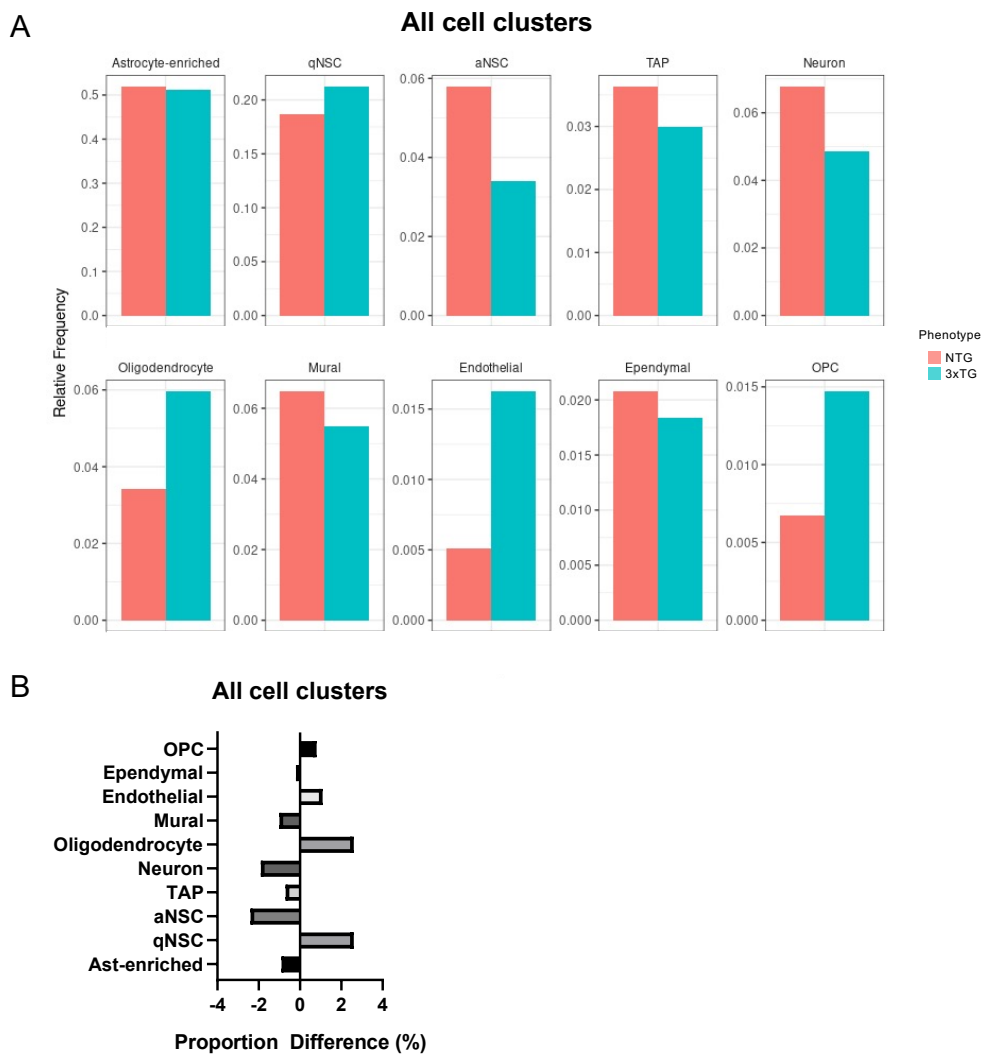 A
All cell clusters
Astrocyte-enriched
qNSC
aNSC
TAP
Neuron
0.5
0.4
0.3
0.2
0.1
0.0
0.20
0.15
0.10
0.05
0.00
0.06
0.04
0.02
0.00
0.03
0.02
0.01
0.00
0.06
0.04
0.02
0.00
Relative Frequency
Phenotype
NTG
3xTG
Oligodendrocyte
Mural
Endothelial
Ependymal
OPC
0.06
0.04
0.02
0.00
0.06
0.04
0.02
0.00
0.015
0.010
0.005
0.000
0.020
0.015
0.010
0.005
0.000
0.015
0.010
0.005
0.000
B
All cell clusters
OPC
Ependymal
Endothelial
Mural
Oligodendrocyte
Neuron
TAP
aNSC
qNSC
Ast-enriched
-4 -2 0 2 4
Proportion Difference (%)